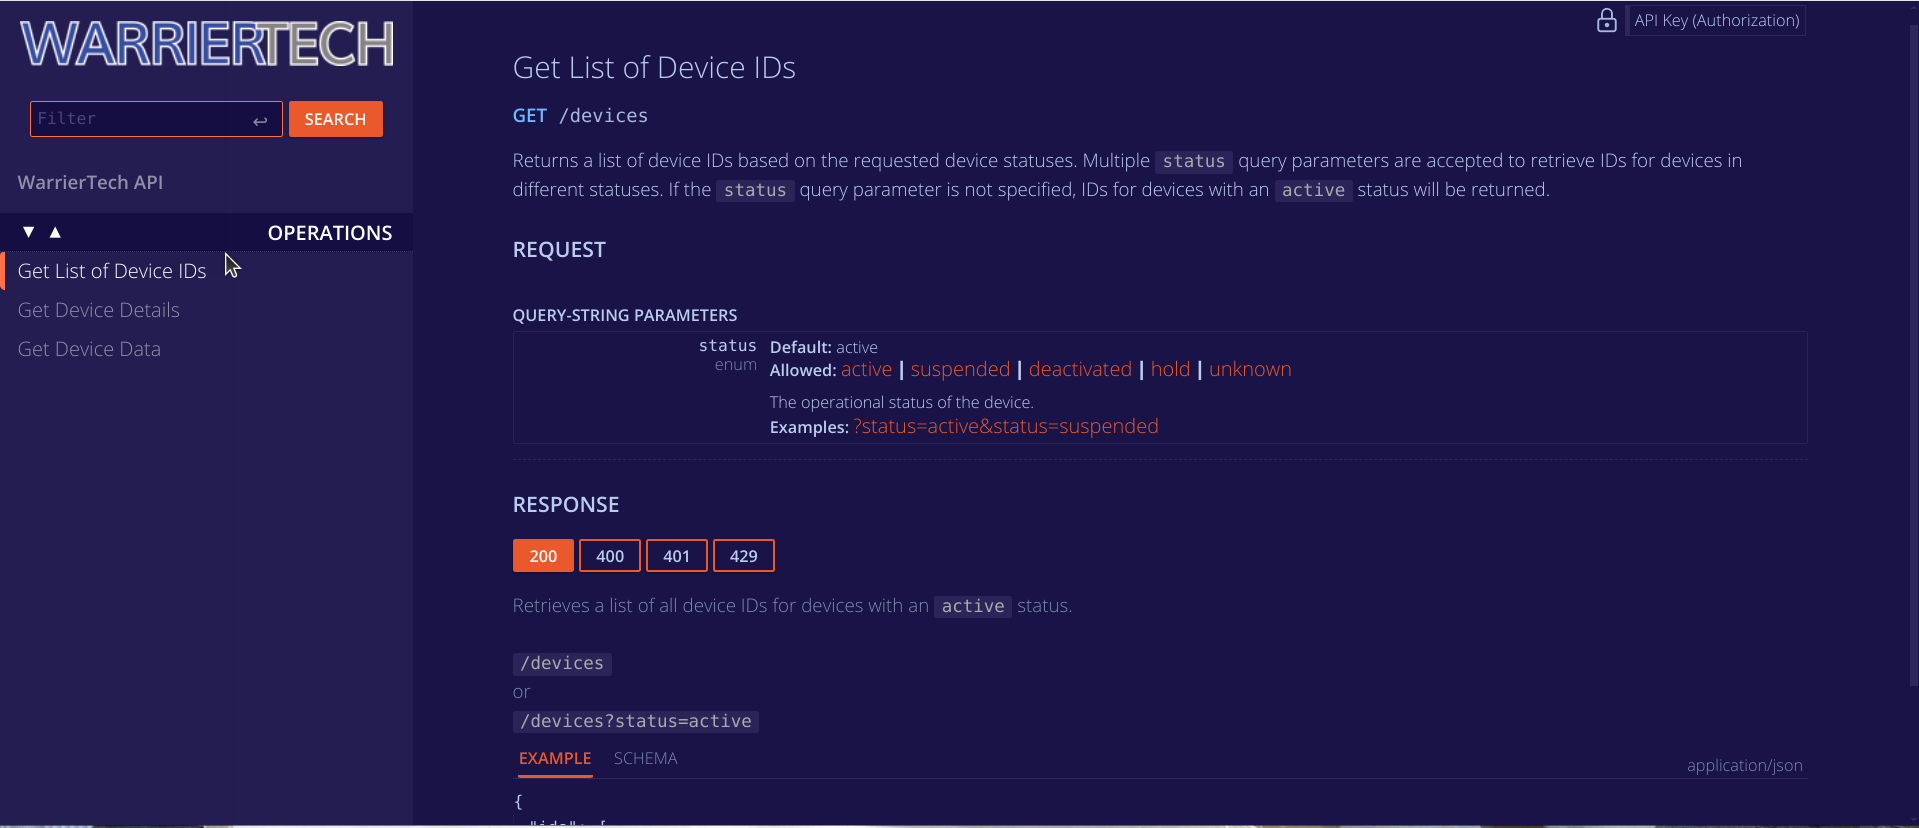 WARRIERTECH
Filter
SEARCH
WarrierTech API
▼ ▲ OPERATIONS
Get List of Device IDs
Get Device Details
Get Device Data
API Key (Authorization)
Get List of Device IDs
GET /devices
Returns a list of device IDs based on the requested device statuses. Multiple status query parameters are accepted to retrieve IDs for devices in
different statuses. If the status query parameter is not specified, IDs for devices with an active status will be returned.
REQUEST
QUERY-STRING PARAMETERS
status
enum
Default: active
Allowed: active | suspended | deactivated | hold | unknown
The operational status of the device.
Examples: ?status=active&status=suspended
RESPONSE
200 400 401 429
Retrieves a list of all device IDs for devices with an active status.
/devices
or
/devices?status=active
EXAMPLE SCHEMA
application/json
{